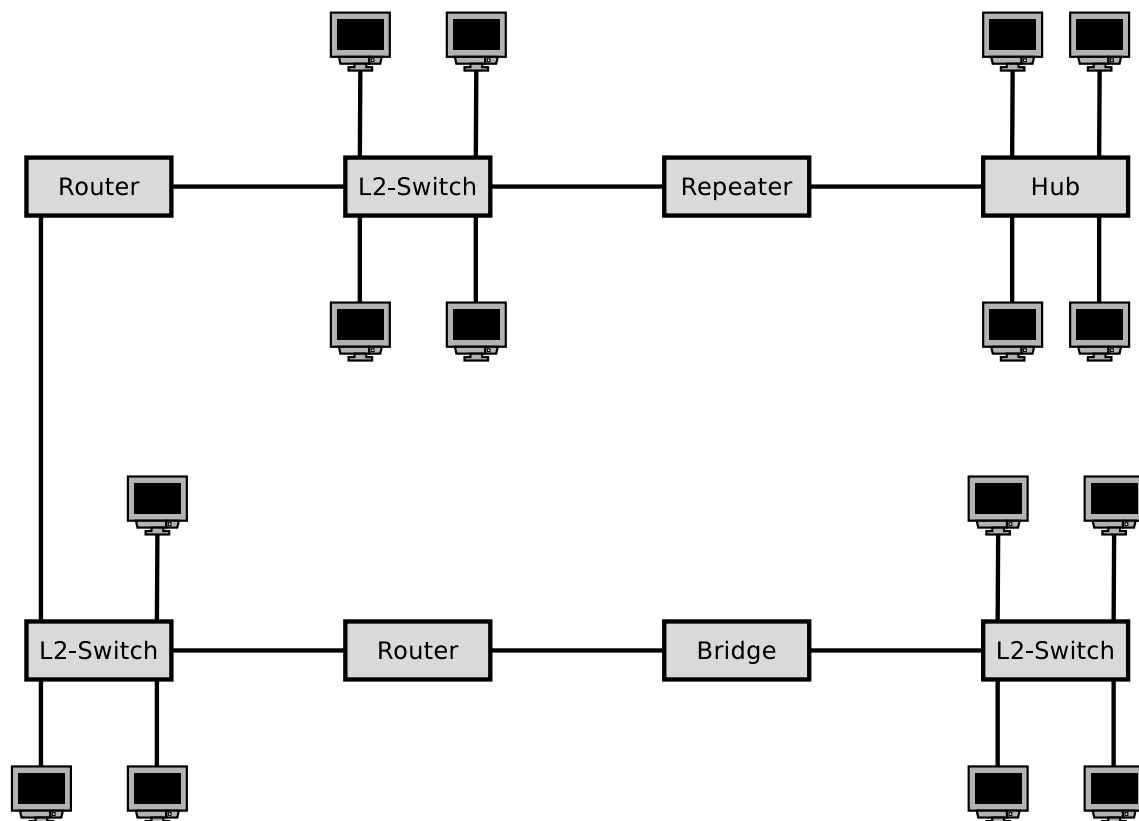 Router
L2-Switch
Repeater
Hub
L2-Switch
Router
Bridge
L2-Switch